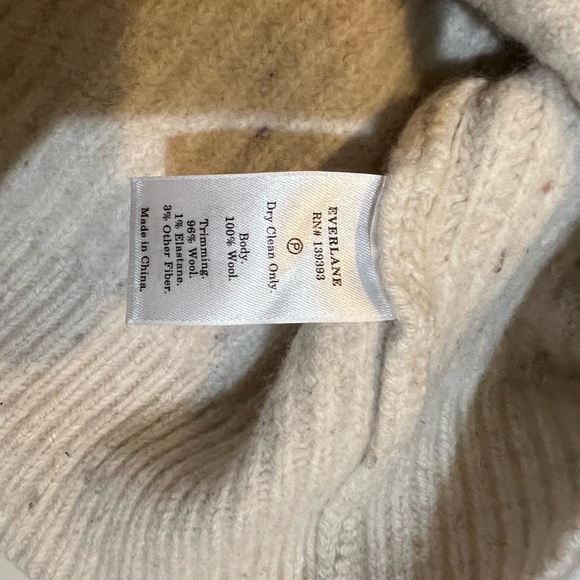 EVERLANE
RN# 139393
P
Dry Clean Only.
Body.
100% Wool.
Trimming.
96% Wool.
1% Elastane.
3% Other Fiber.
Made in China.